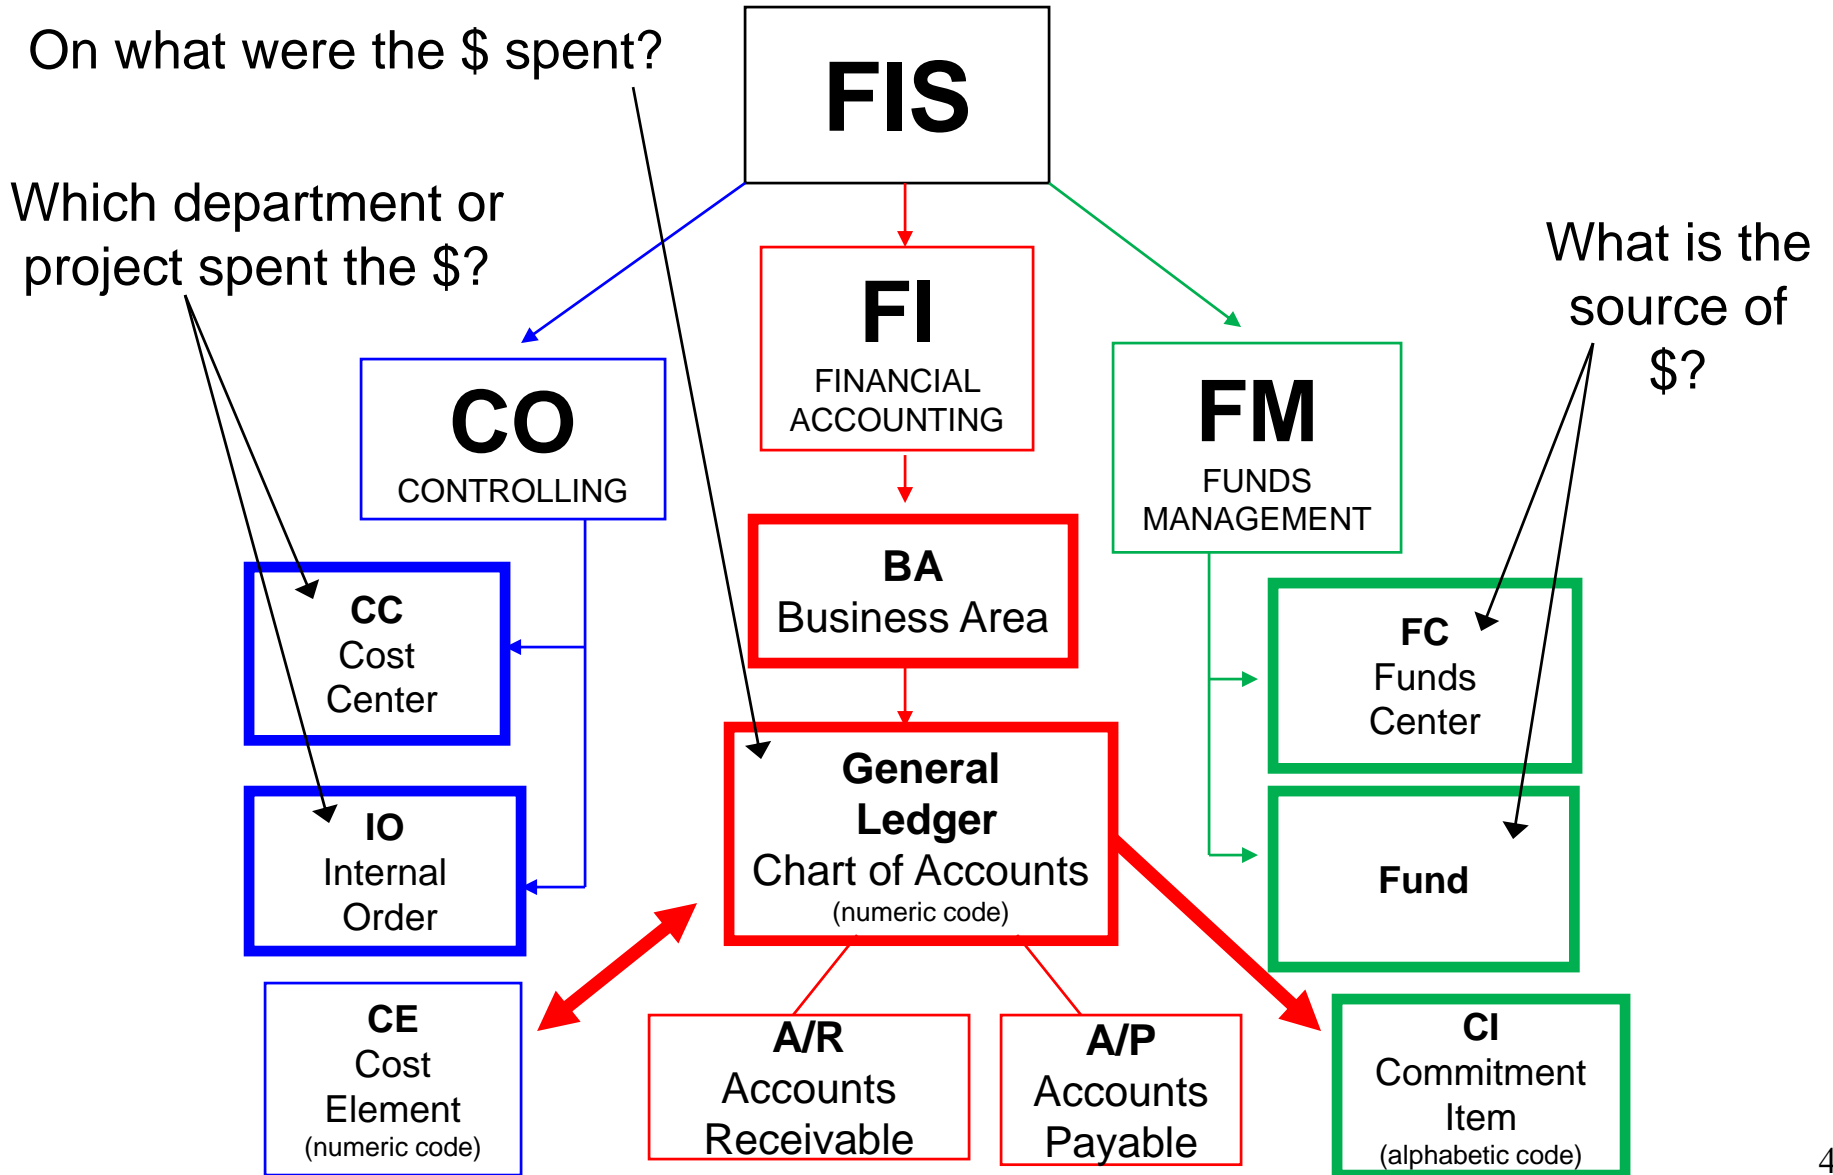 On what were the $ spent?
FIS
Which department or
project spent the $?
What is the
source of
$?
FI
FINANCIAL
ACCOUNTING
CO
CONTROLLING
FM
FUNDS
MANAGEMENT
BA
Business Area
CC
Cost
Center
FC
Funds
Center
General
Ledger
Chart of Accounts
(numeric code)
IO
Internal
Order
Fund
CE
Cost
Element
(numeric code)
A/R
Accounts
Receivable
A/P
Accounts
Payable
CI
Commitment
Item
(alphabetic code)
4